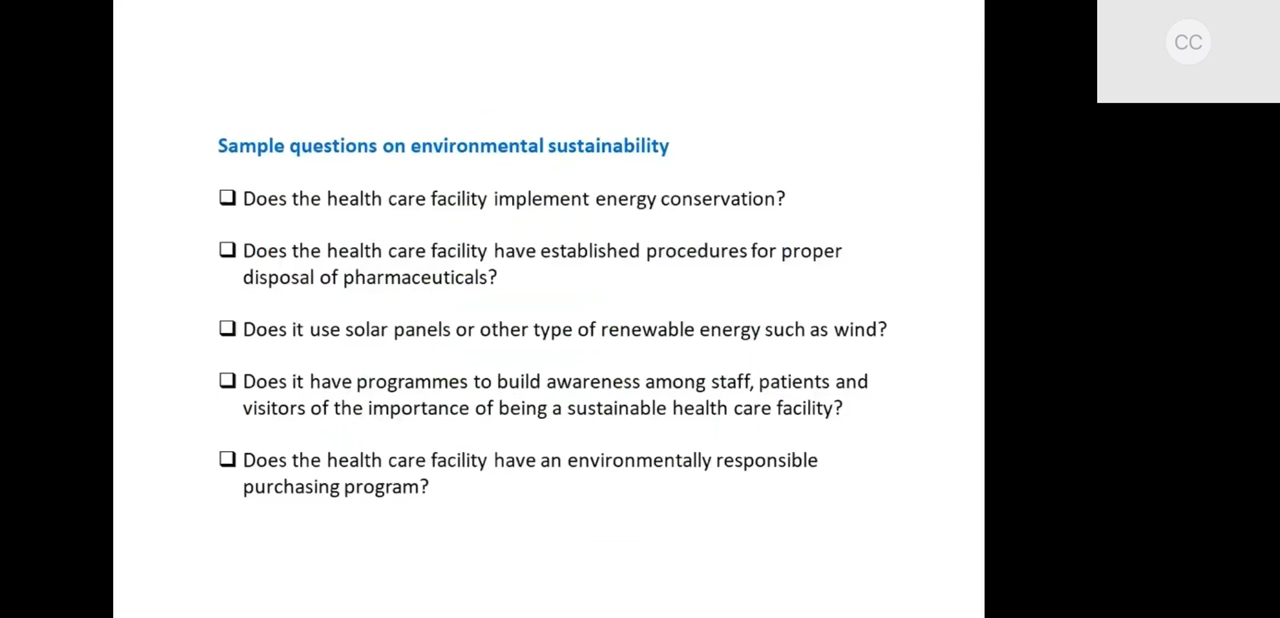 CC
Sample questions on environmental sustainability
❑ Does the health care facility implement energy conservation?
❑ Does the health care facility have established procedures for proper
disposal of pharmaceuticals?
❑ Does it use solar panels or other type of renewable energy such as wind?
❑ Does it have programmes to build awareness among staff, patients and
visitors of the importance of being a sustainable health care facility?
❑ Does the health care facility have an environmentally responsible
purchasing program?